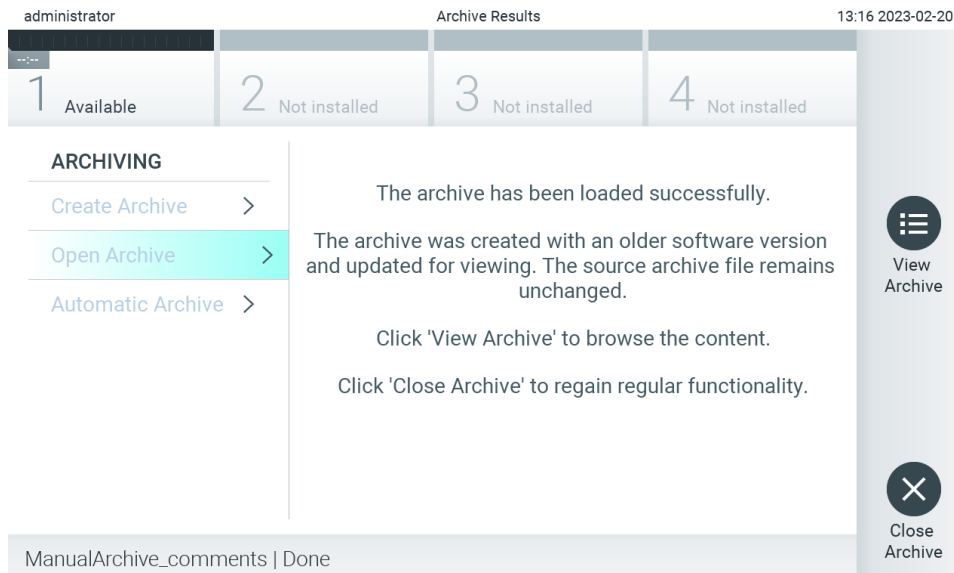 administrator
Archive Results
13:16 2023-02-20
--:--
1 Available
2 Not installed
3 Not installed
4 Not installed
ARCHIVING
Create Archive
Open Archive
Automatic Archive
The archive has been loaded successfully.
The archive was created with an older software version
and updated for viewing. The source archive file remains
unchanged.
Click 'View Archive' to browse the content.
Click 'Close Archive' to regain regular functionality.
View
Archive
Close
Archive
ManualArchive_comments | Done